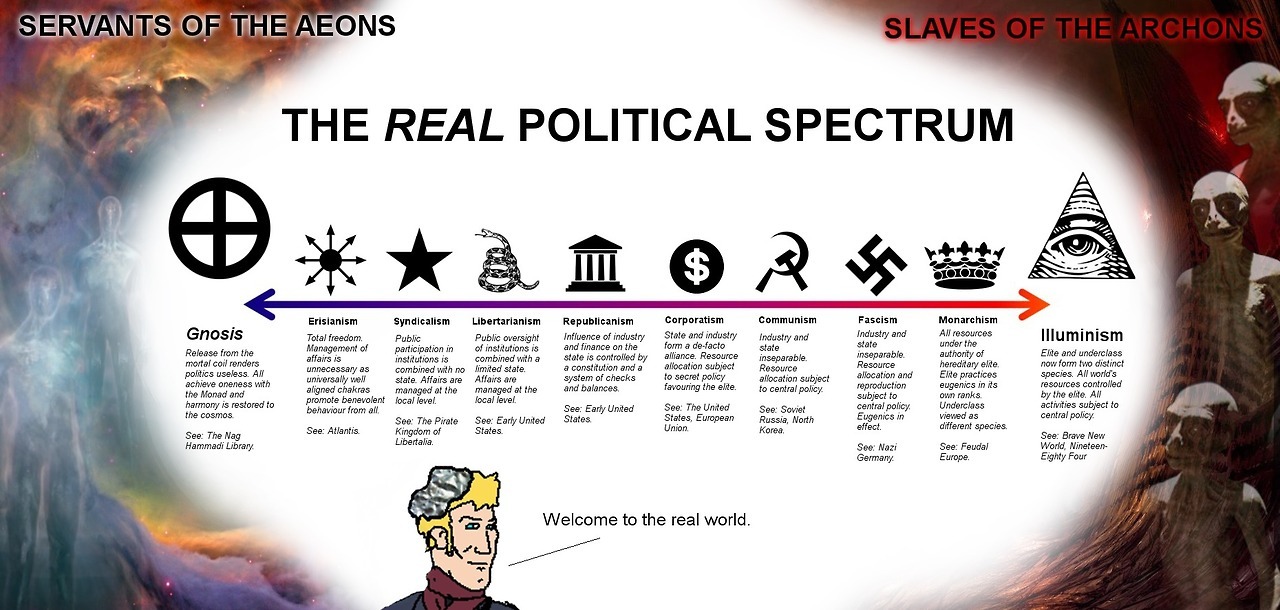 SERVANTS OF THE AEONS
SLAVES OF THE ARCHONS
THE REAL POLITICAL SPECTRUM
$
Gnosis
Release from the
mortal coil renders
politics useless. All
achieve oneness with
the Monad and
harmony is restored to
the cosmos.
See: The Nag
Hammadi Library.
Erisianism
Total freedom.
Management of
affairs is
unnecessary as
universally well
aligned chakras
promote benevolent
behaviour from all.
See: Atlantis.
Syndicalism
Public
participation in
institutions is
combined with no
state. Affairs are
managed at the
local level.
See: The Pirate
Kingdom of
Libertalia.
Libertarianism
Public oversight
of institutions is
combined with a
limited state.
Affairs are
managed at the
local level.
See: Early United
States.
Republicanism
Influence of industry
and finance on the
state is controlled by
a constitution and a
system of checks
and balances.
See: Early United
States.
Corporatism
State and industry
form a de-facto
alliance. Resource
allocation subject
to secret policy
favouring the elite.
See: The United
States, European
Union.
Communism
Industry and
state
inseparable.
Resource
allocation subject
to central policy.
See: Soviet
Russia, North
Korea.
Fascism
Industry and
state
inseparable.
Resource
allocation and
reproduction
subject to
central policy.
Eugenics in
effect.
See: Nazi
Germany.
Monarchism
All resources
under the
authority of
hereditary elite.
Elite practices
eugenics in its
own ranks.
Underclass
viewed as
different species.
See: Feudal
Europe.
Illuminism
Elite and underclass
now form two distinct
species. All world's
resources controlled
by the elite. All
activities subject to
central policy.
See: Brave New
World, Nineteen-
Eighty Four
Welcome to the real world.